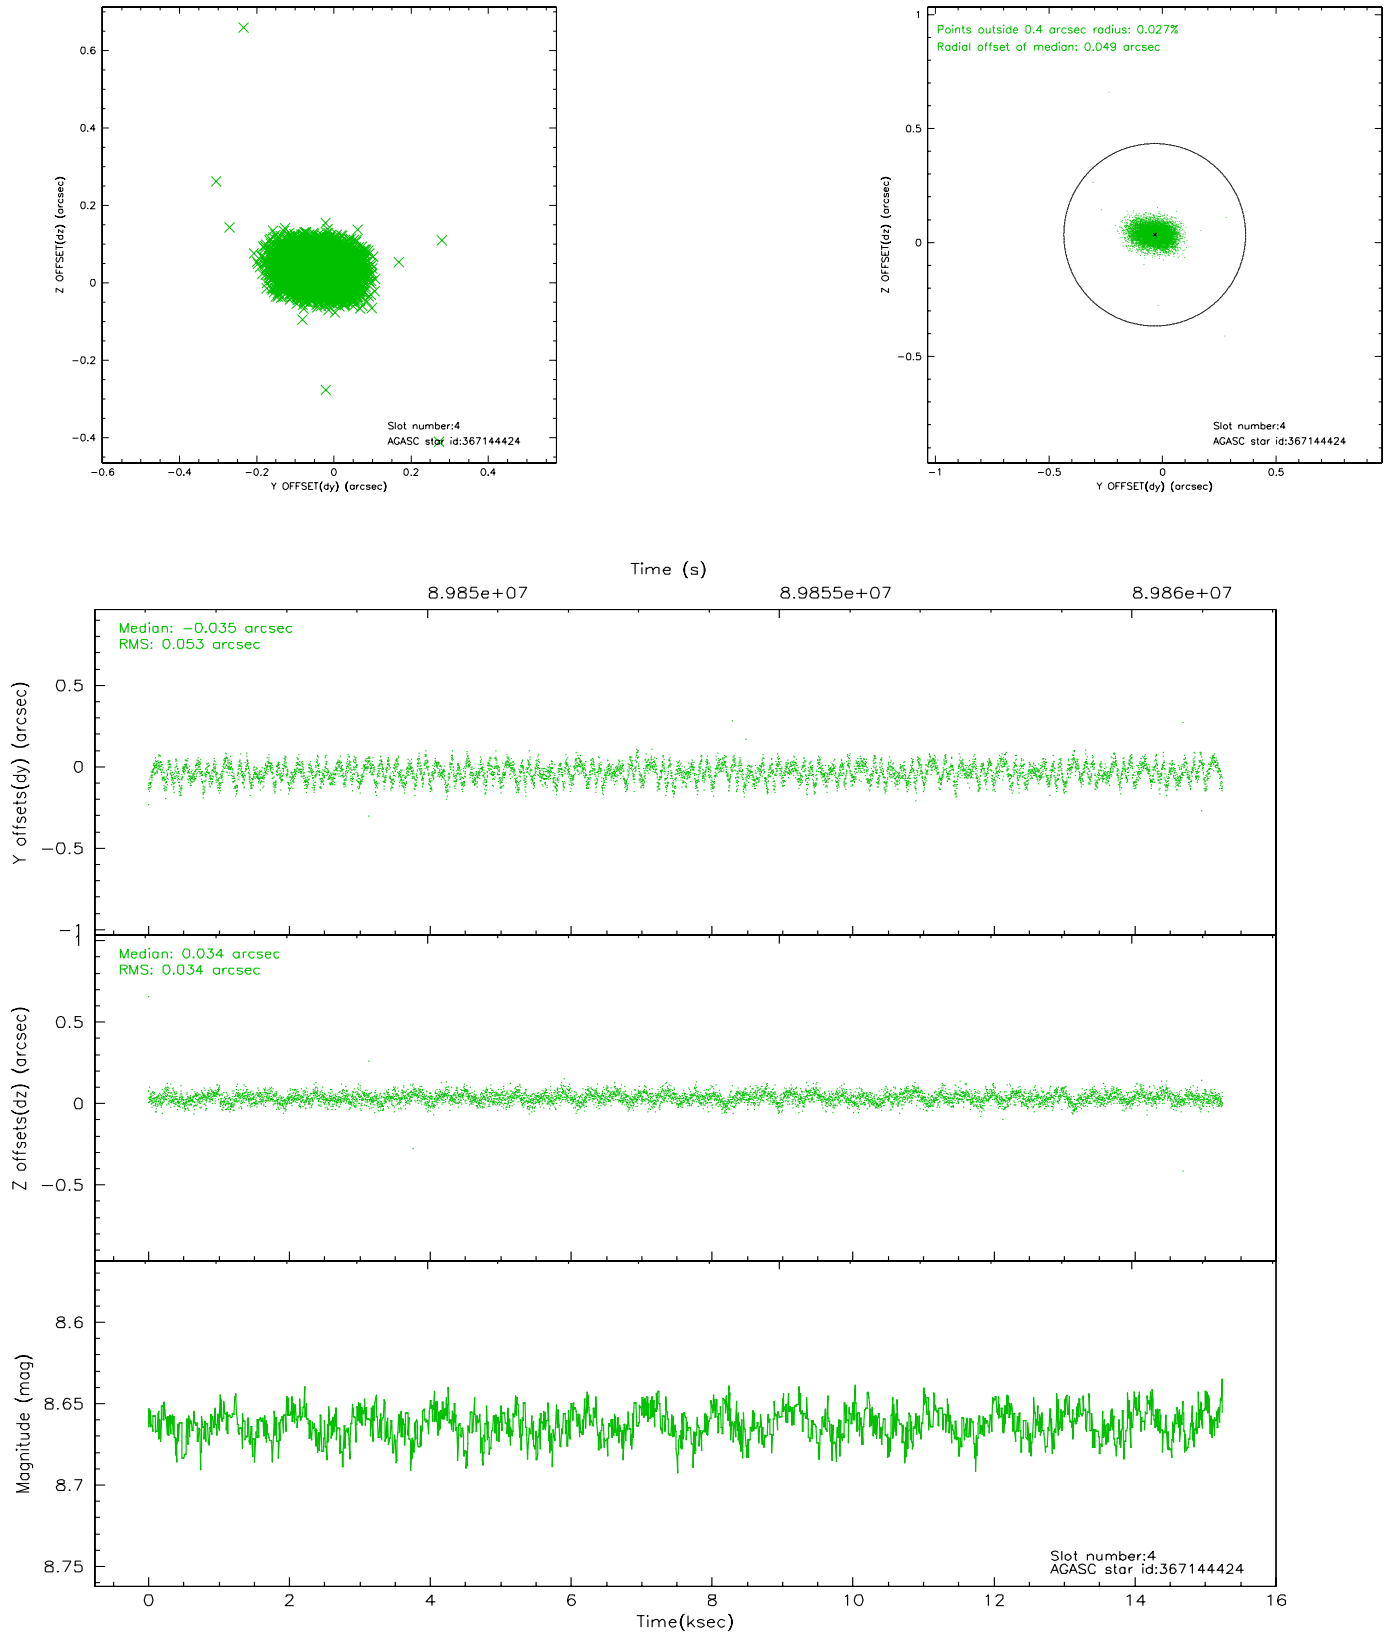 0.6
0.4
0.2
0
−0.2
−0.4
Z OFFSET(dz) (arcsec)
Slot number:4
AGASC star id:367144424
−0.6 −0.4 −0.2 0 0.2 0.4
Y OFFSET(dy) (arcsec)
Points outside 0.4 arcsec radius: 0.027%
Radial offset of median: 0.049 arcsec
1
0.5
0
−0.5
Z OFFSET(dz) (arcsec)
Slot number:4
AGASC star id:367144424
−1 −0.5 0 0.5
Y OFFSET(dy) (arcsec)
Time (s)
8.985e+07 8.9855e+07 8.986e+07
Median: −0.035 arcsec
RMS: 0.053 arcsec
0.5
0
−0.5
−1
Y offsets(dy) (arcsec)
Median: 0.034 arcsec
RMS: 0.034 arcsec
1
0.5
0
−0.5
Z offsets(dz) (arcsec)
8.6
8.65
8.7
8.75
Magnitude (mag)
Slot number:4
AGASC star id:367144424
0 2 4 6 8 10 12 14 16
Time(ksec)